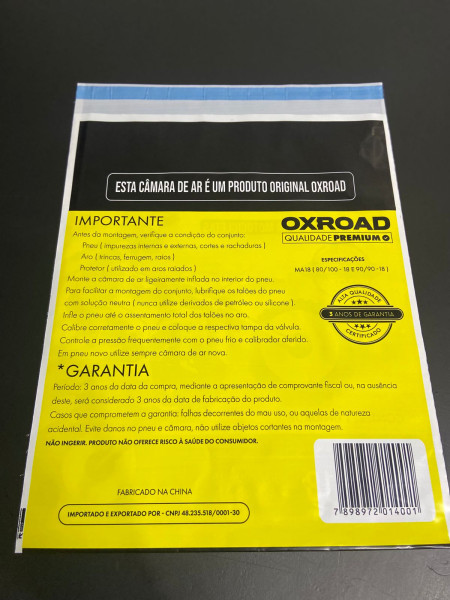 ESTA CÂMARA DE AR É UM PRODUTO ORIGINAL OXROAD
IMPORTANTE
Antes da montagem, verifique a condição do conjunto:
Pneu ( impurezas internas e externas, cortes e rachaduras )
Aro ( trincas, ferrugem, raios )
Protetor ( utilizado em aros raiados )
Monte a câmara de ar ligeiramente inflada no interior do pneu.
Para facilitar a montagem do conjunto, lubrifique os talões do pneu
com solução neutra ( nunca utilize derivados de petróleo ou silicone ).
Infle o pneu até o assentamento total dos talões no aro.
Calibre corretamente o pneu e coloque a respectiva tampa da válvula.
Controle a pressão frequentemente com o pneu frio e calibrador aferido.
Em pneu novo utilize sempre câmara de ar nova.
OXROAD
QUALIDADE PREMIUM
ESPECIFICAÇÕES
MA18 ( 80/100 - 18 E 90/90 -18 )
ALTA QUALIDADE
3 ANOS DE GARANTIA
CERTIFICADO
*GARANTIA
Período: 3 anos da data da compra, mediante a apresentação de comprovante fiscal ou, na ausência
deste, será considerado 3 anos da data de fabricação do produto.
Casos que comprometem a garantia: falhas decorrentes do mau uso, ou aquelas de natureza
acidental. Evite danos no pneu e câmara, não utilize objetos cortantes na montagem.
NÃO INGERIR. PRODUTO NÃO OFERECE RISCO À SAÚDE DO CONSUMIDOR.
FABRICADO NA CHINA
IMPORTADO E EXPORTADO POR - CNPJ 48.235.518/0001-30
7 898972 014001